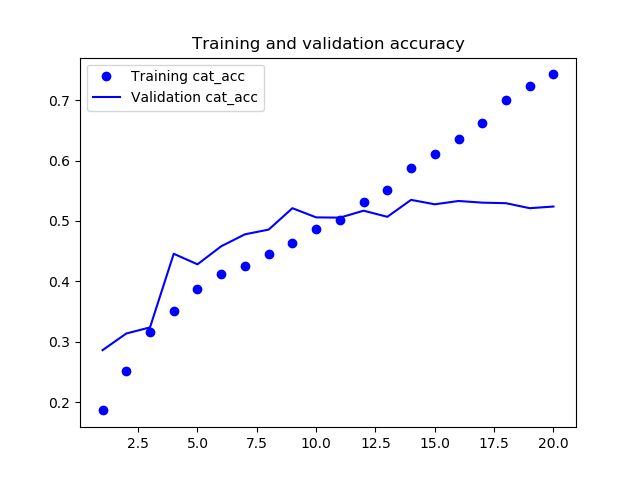 Training and validation accuracy
Training cat_acc
Validation cat_acc
0.7
0.6
0.5
0.4
0.3
0.2
2.5 5.0 7.5 10.0 12.5 15.0 17.5 20.0